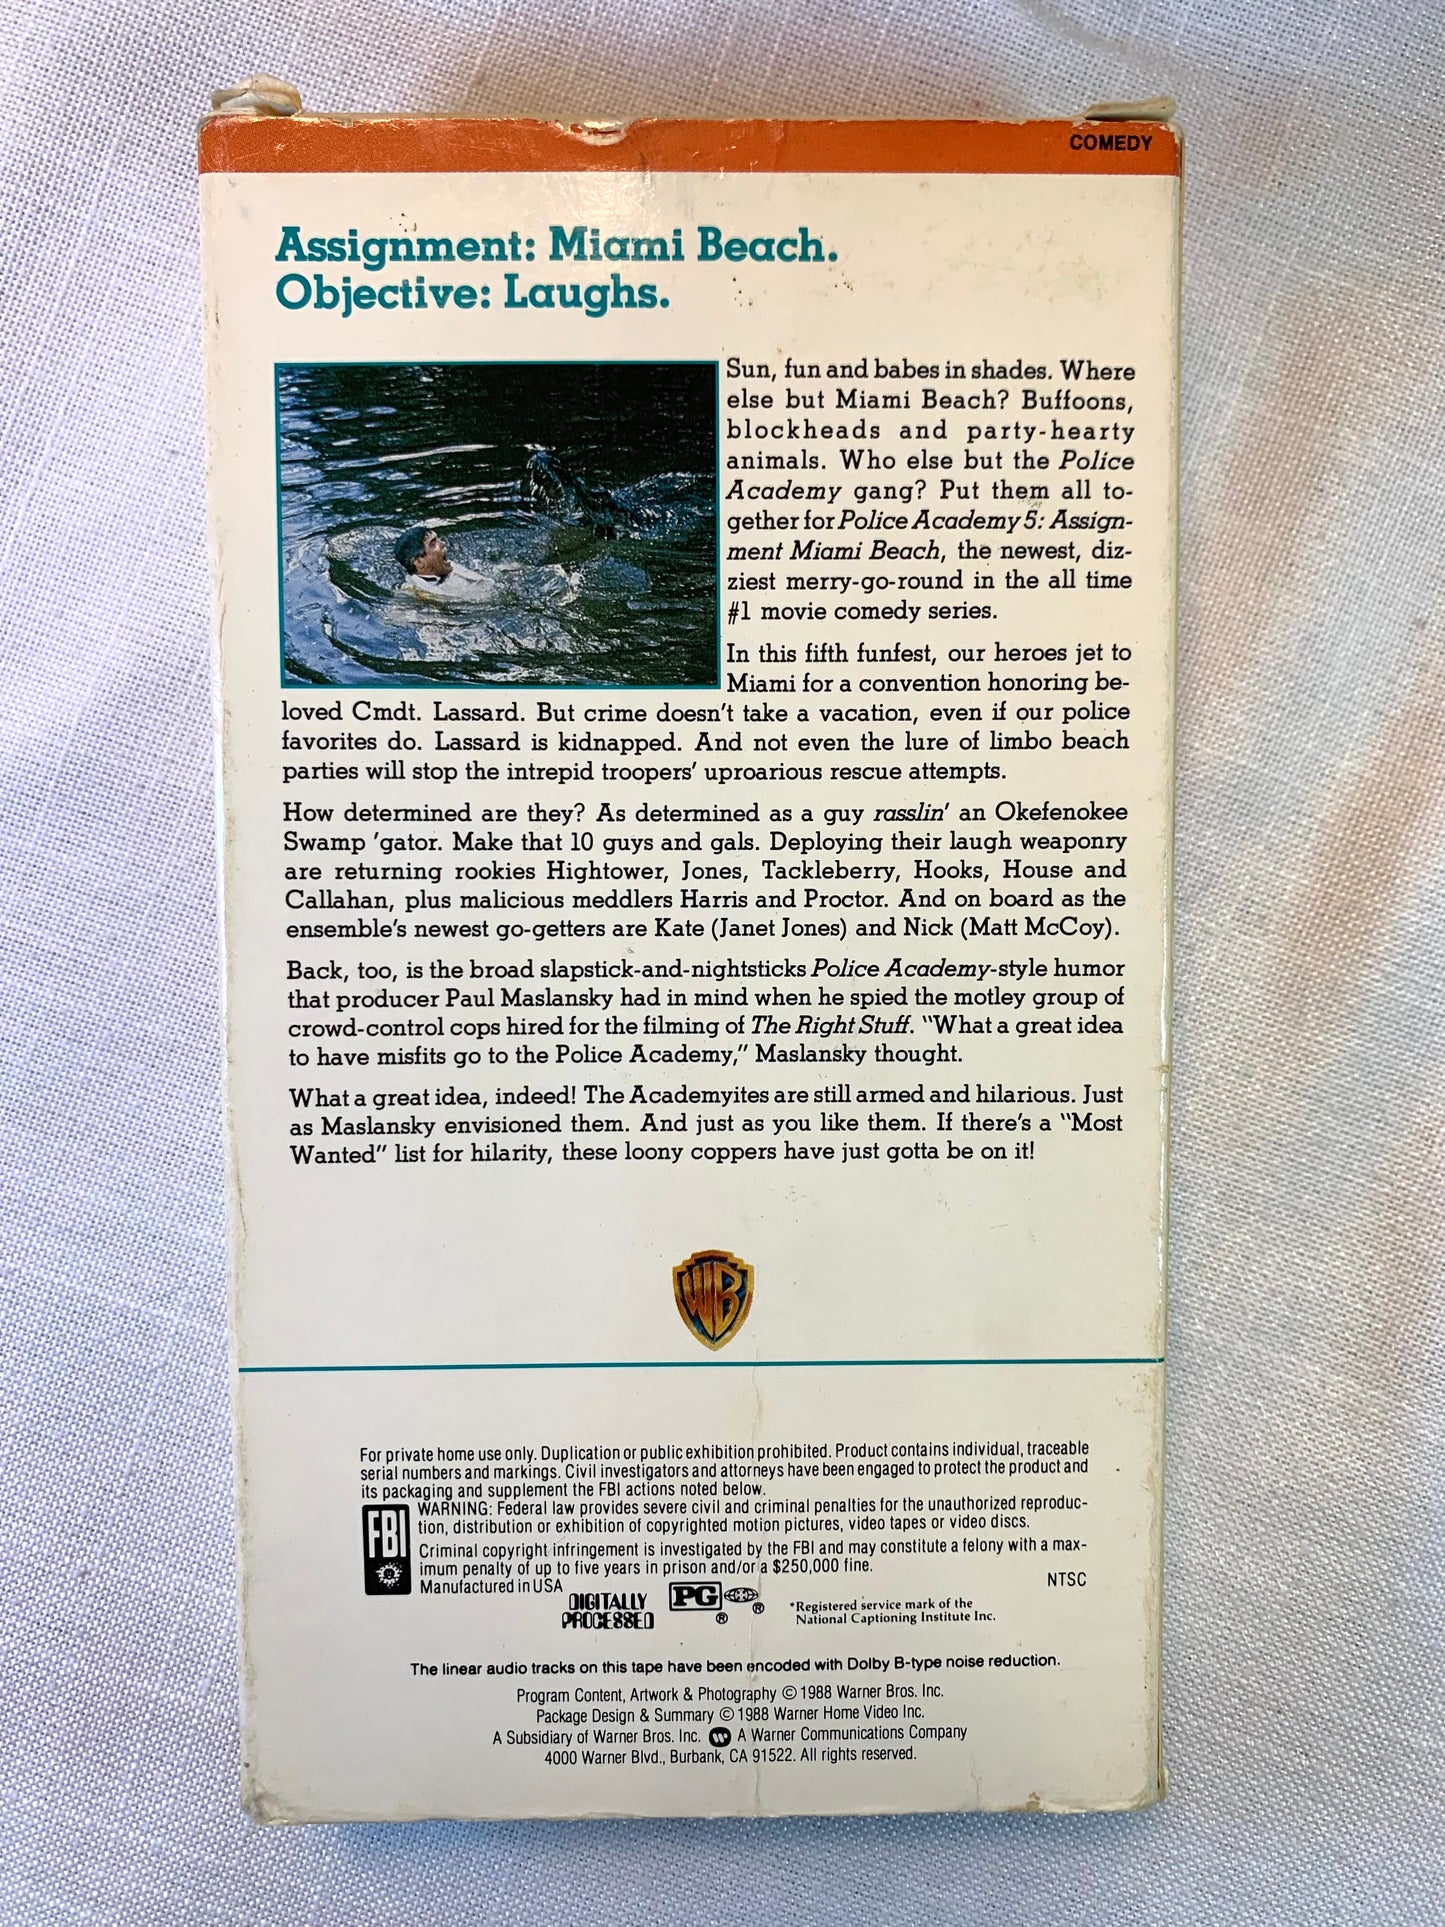 COMEDY
Assignment: Miami Beach.
Objective: Laughs.
Sun, fun and babes in shades. Where
else but Miami Beach? Buffoons,
blockheads and party-hearty
animals. Who else but the Police
Academy gang? Put them all to-
gether for Police Academy 5: Assign-
ment Miami Beach, the newest, diz-
ziest merry-go-round in the all time
#1 movie comedy series.
In this fifth funfest, our heroes jet to
Miami for a convention honoring be-
loved Cmdt. Lassard. But crime doesn't take a vacation, even if our police
favorites do. Lassard is kidnapped. And not even the lure of limbo beach
parties will stop the intrepid troopers' uproarious rescue attempts.
How determined are they? As determined as a guy rasslin' an Okefenokee
Swamp 'gator. Make that 10 guys and gals. Deploying their laugh weaponry
are returning rookies Hightower, Jones, Tackleberry, Hooks, House and
Callahan, plus malicious meddlers Harris and Proctor. And on board as the
ensemble's newest go-getters are Kate (Janet Jones) and Nick (Matt McCoy).
Back, too, is the broad slapstick-and-nightsticks Police Academy-style humor
that producer Paul Maslansky had in mind when he spied the motley group of
crowd-control cops hired for the filming of The Right Stuff. "What a great idea
to have misfits go to the Police Academy," Maslansky thought.
What a great idea, indeed! The Academyites are still armed and hilarious. Just
as Maslansky envisioned them. And just as you like them. If there's a "Most
Wanted" list for hilarity, these loony coppers have just gotta be on it!
WB
For private home use only. Duplication or public exhibition prohibited. Product contains individual, traceable
serial numbers and markings. Civil investigators and attorneys have been engaged to protect the product and
its packaging and supplement the FBI actions noted below.
FBI
WARNING: Federal law provides severe civil and criminal penalties for the unauthorized reproduc-
tion, distribution or exhibition of copyrighted motion pictures, video tapes or video discs.
Criminal copyright infringement is investigated by the FBI and may constitute a felony with a max-
imum penalty of up to five years in prison and/or a $250,000 fine.
Manufactured in USA
NTSC
DIGITALLY
PROCESSED
PG ®
®
*Registered service mark of the
National Captioning Institute Inc.
The linear audio tracks on this tape have been encoded with Dolby B-type noise reduction.
Program Content, Artwork & Photography © 1988 Warner Bros. Inc.
Package Design & Summary © 1988 Warner Home Video Inc.
A Subsidiary of Warner Bros. Inc. A Warner Communications Company
4000 Warner Blvd., Burbank, CA 91522. All rights reserved.